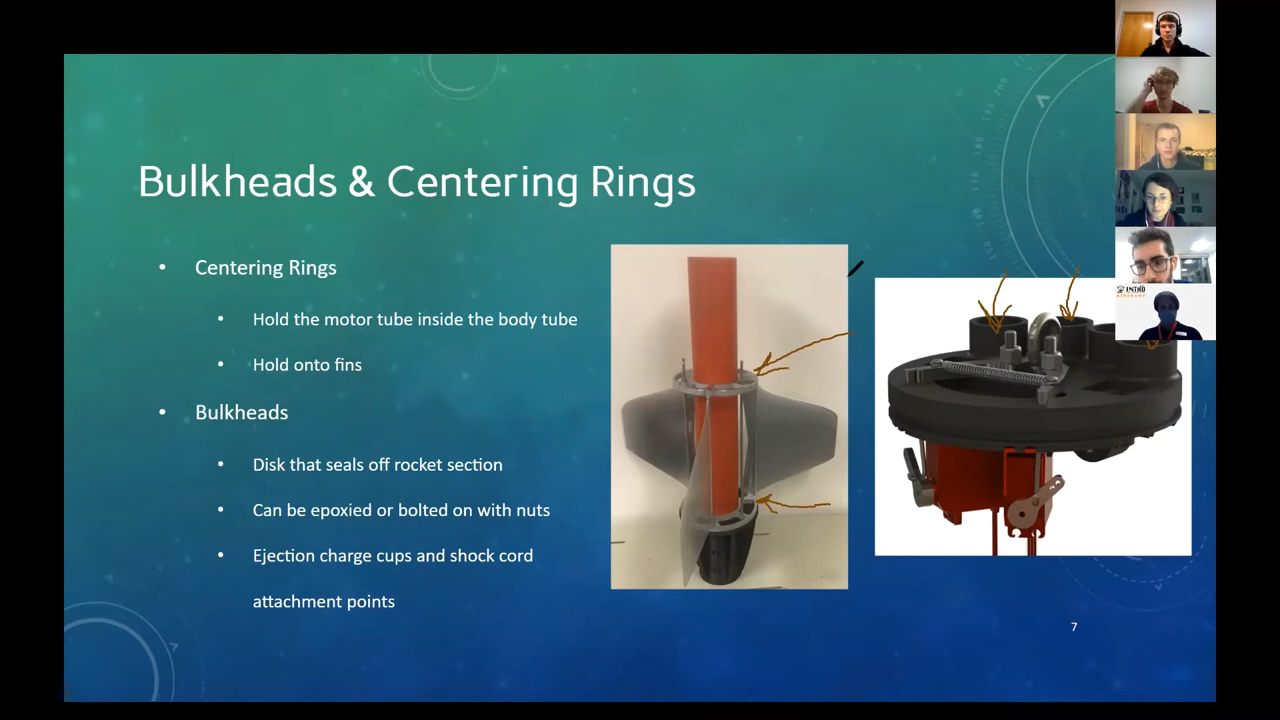 Bulkheads & Centering Rings
• Centering Rings
• Hold the motor tube inside the body tube
• Hold onto fins
• Bulkheads
• Disk that seals off rocket section
• Can be epoxied or bolted on with nuts
• Ejection charge cups and shock cord
attachment points
7